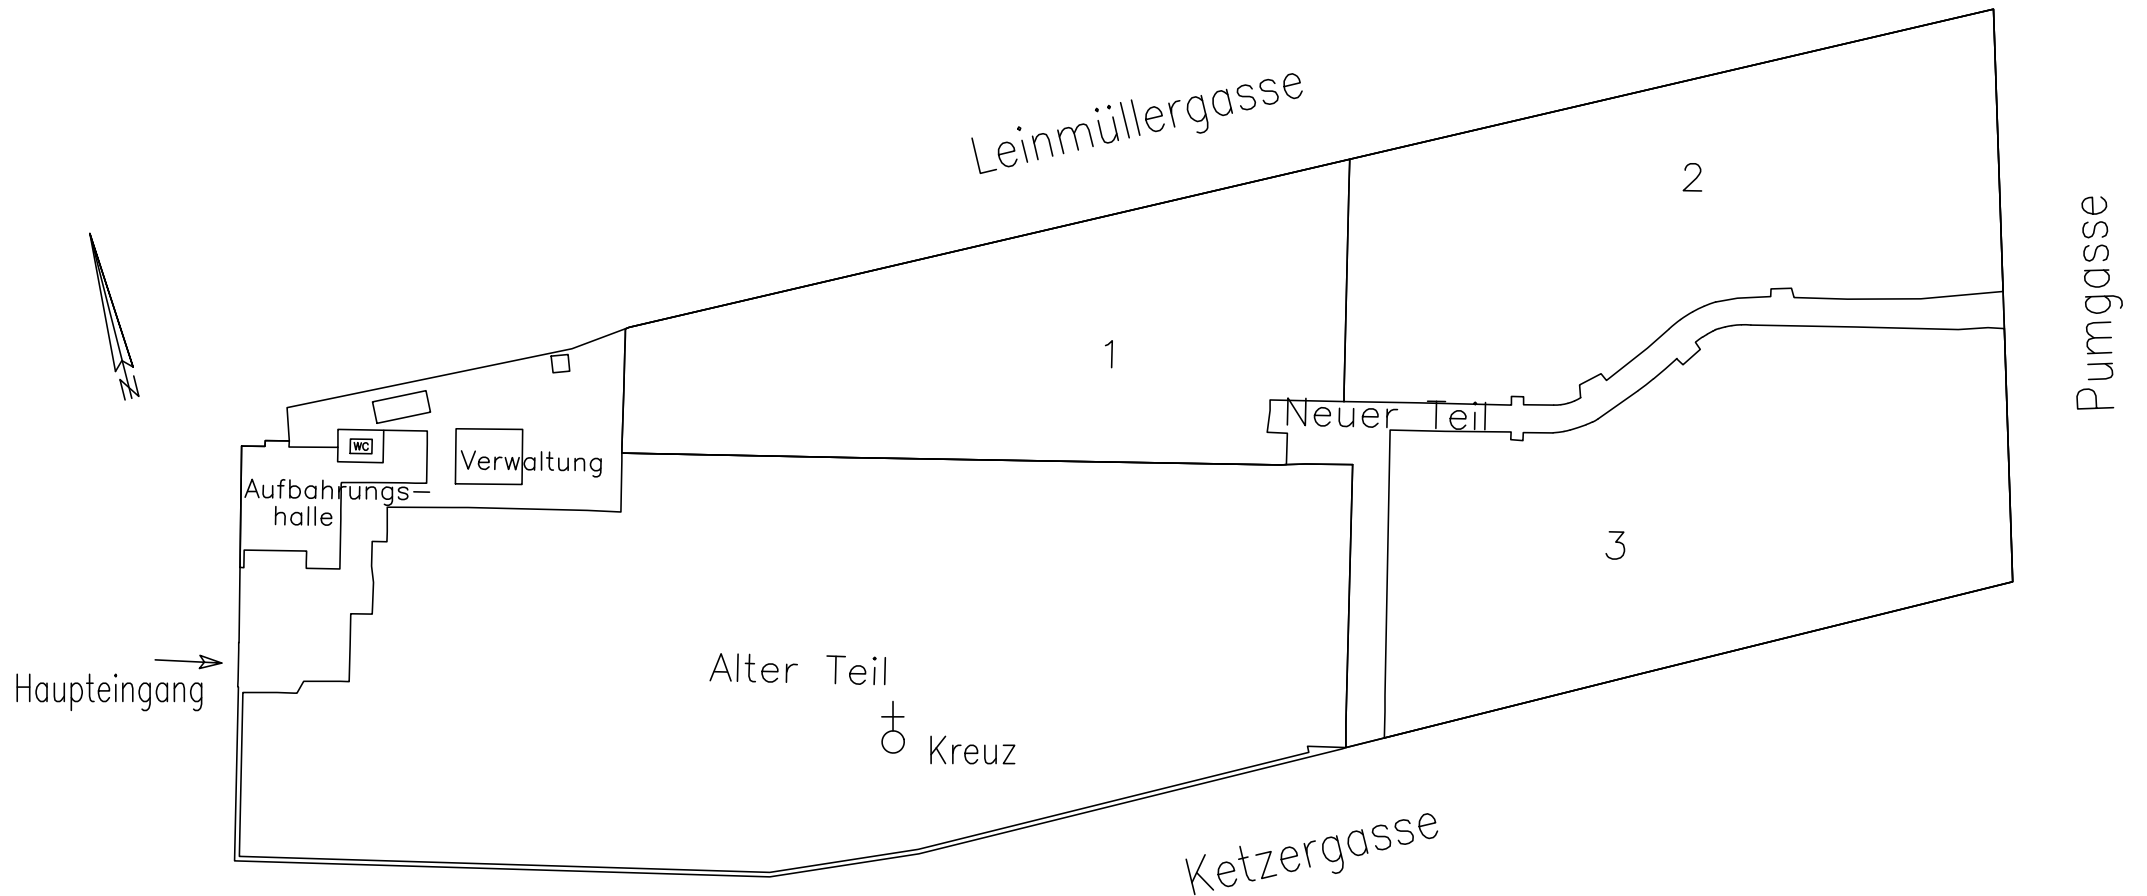 Leinmüllergasse
2
Pumgasse
1
N
Neuer Teil
WC
Verwaltung
Aufbahrungs-
halle
3
Alter Teil
Haupteingang
Kreuz
Ketzergasse